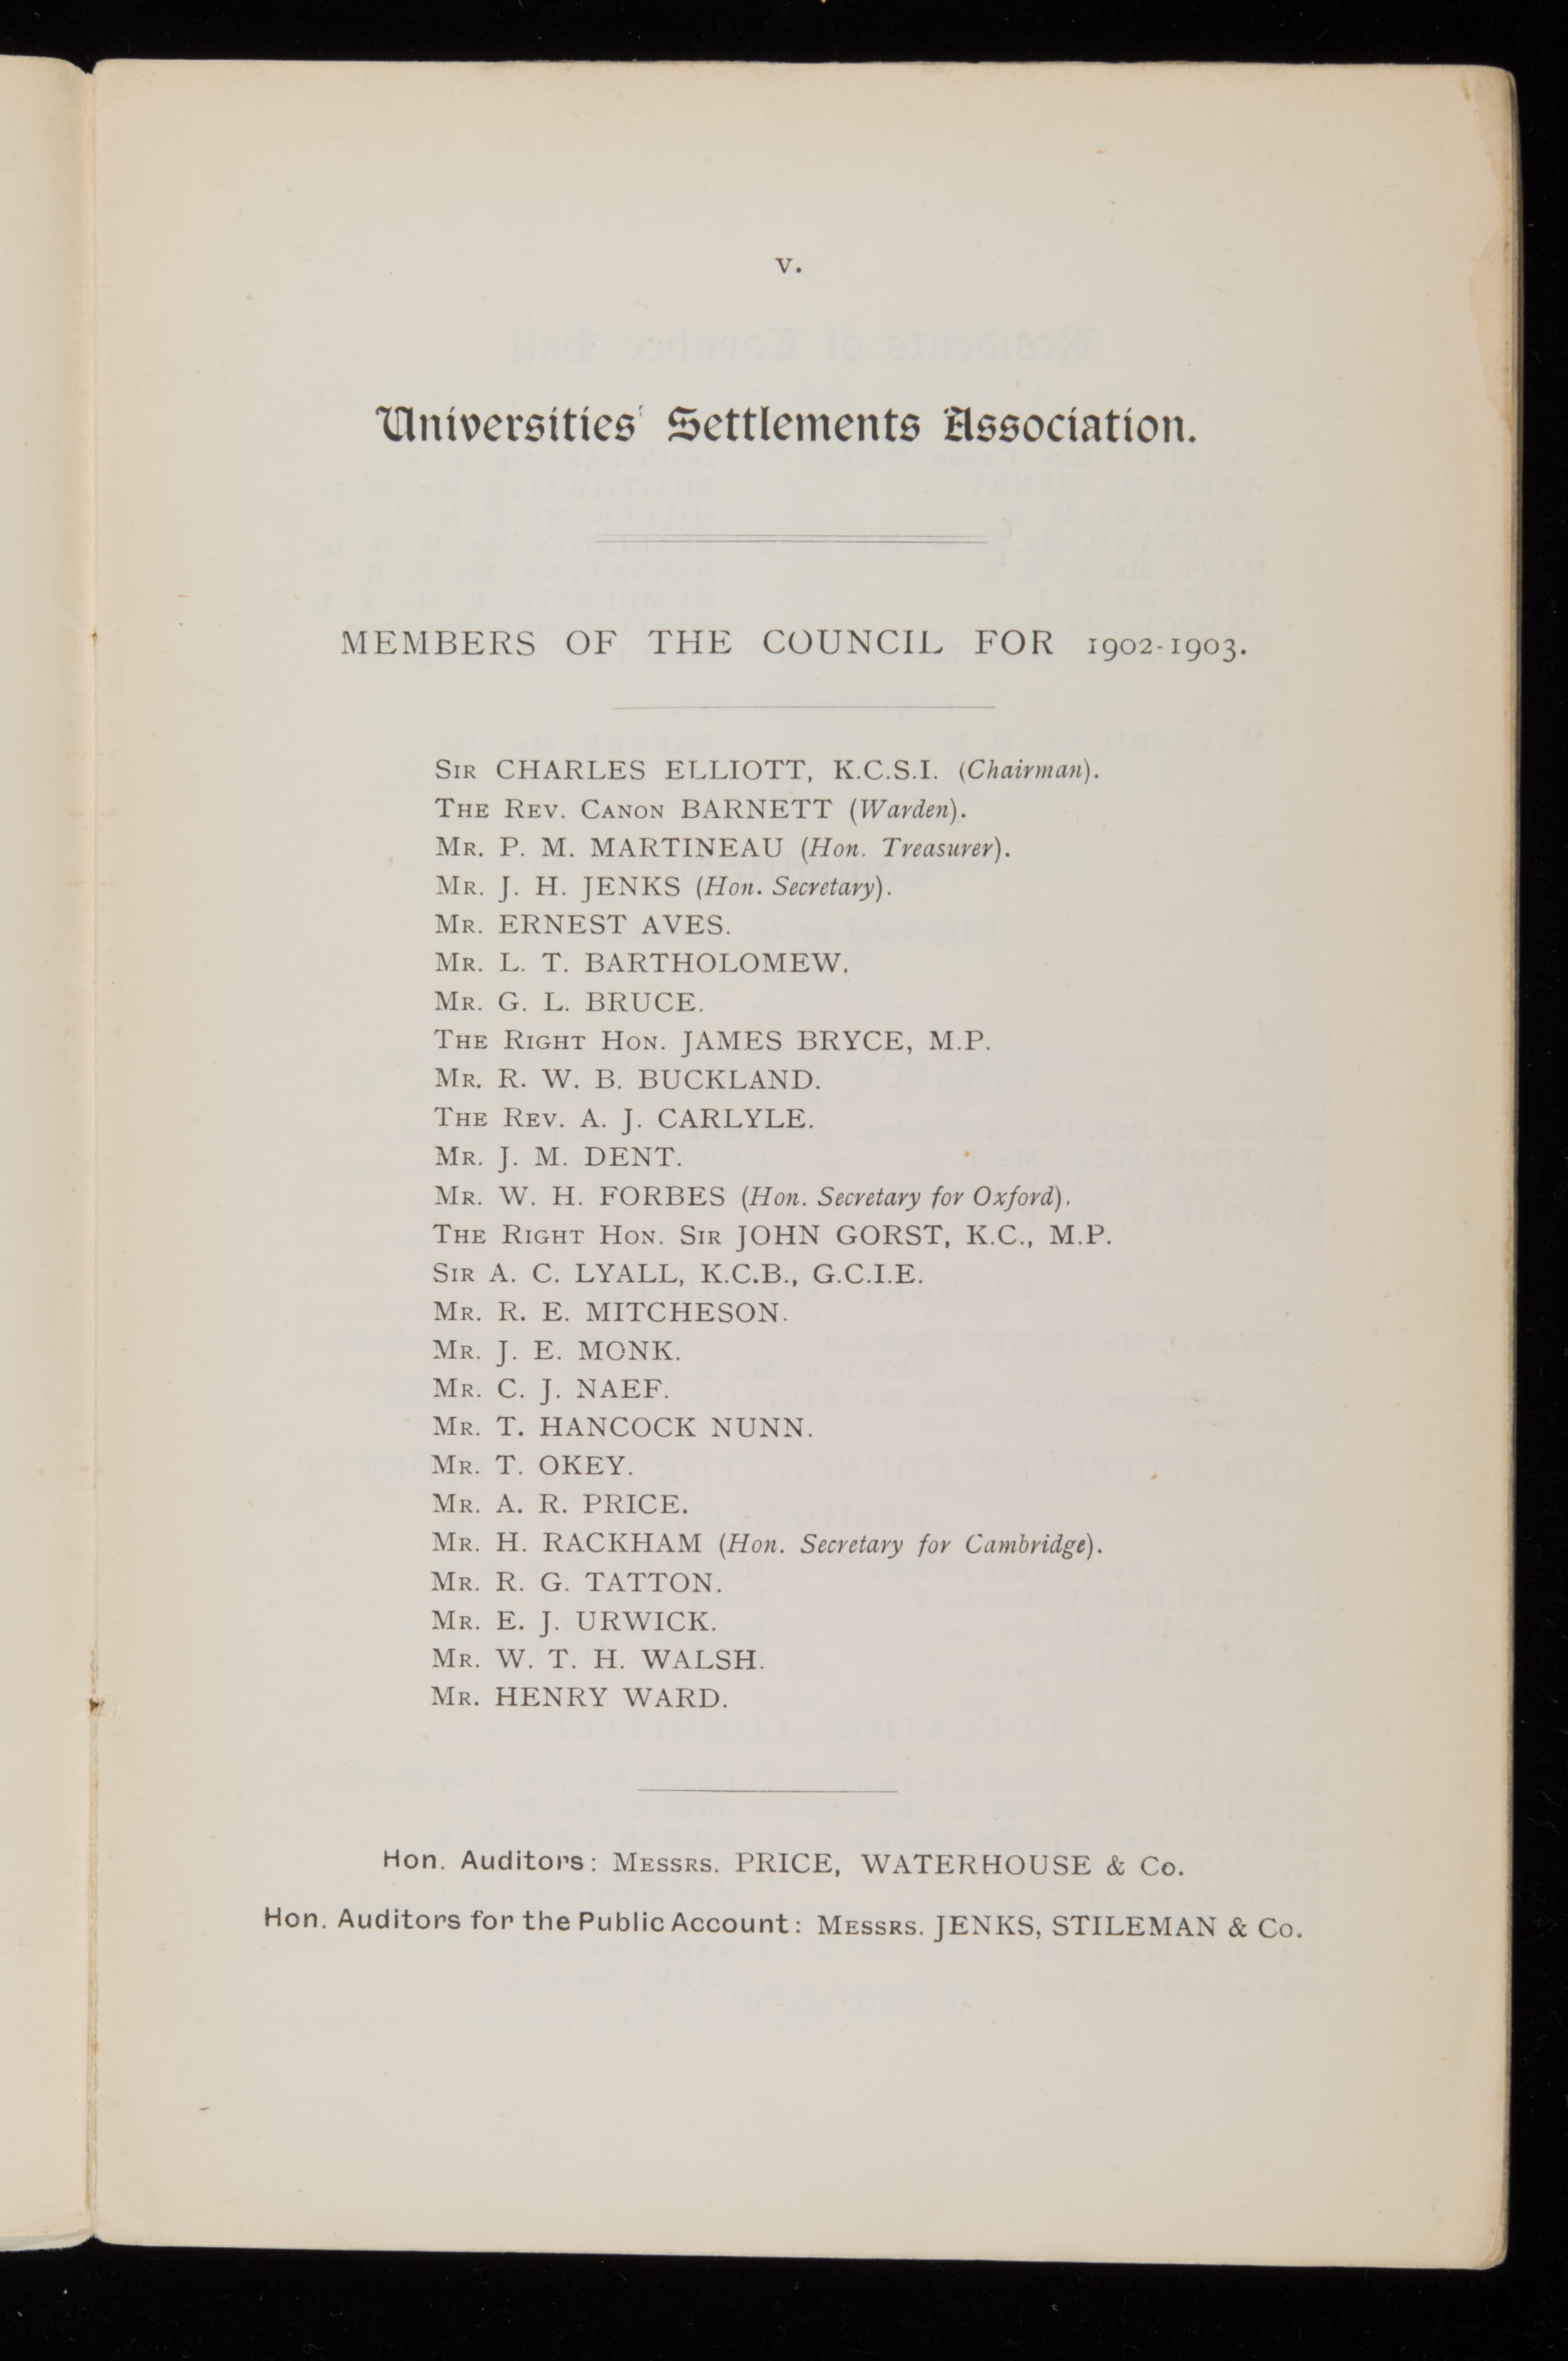 v.
Universities' Settlements Association.
MEMBERS OF THE COUNCIL FOR 1902-1903.
SIR CHARLES ELLIOTT, K.C.S.I. (Chairman).
THE REV. CANON BARNETT (Warden).
MR. P. M. MARTINEAU (Hon. Treasurer).
MR. J. H. JENKS (Hon. Secretary).
MR. ERNEST AVES.
MR. L. T. BARTHOLOMEW.
MR. G. L. BRUCE.
THE RIGHT HON. JAMES BRYCE, M.P.
MR. R. W. B. BUCKLAND.
THE REV. A. J. CARLYLE.
MR. J. M. DENT.
MR. W. H. FORBES (Hon. Secretary for Oxford).
THE RIGHT HON. SIR JOHN GORST, K.C., M.P.
SIR A. C. LYALL, K.C.B., G.C.I.E.
MR. R. E. MITCHESON.
MR. J. E. MONK.
MR. C. J. NAEF.
MR. T. HANCOCK NUNN.
MR. T. OKEY.
MR. A. R. PRICE.
MR. H. RACKHAM (Hon. Secretary for Cambridge).
MR. R. G. TATTON.
MR. E. J. URWICK.
MR. W. T. H. WALSH.
MR. HENRY WARD.
Hon. Auditors: MESSRS. PRICE, WATERHOUSE & Co.
Hon. Auditors for the Public Account: MESSRS. JENKS, STILEMAN & Co.